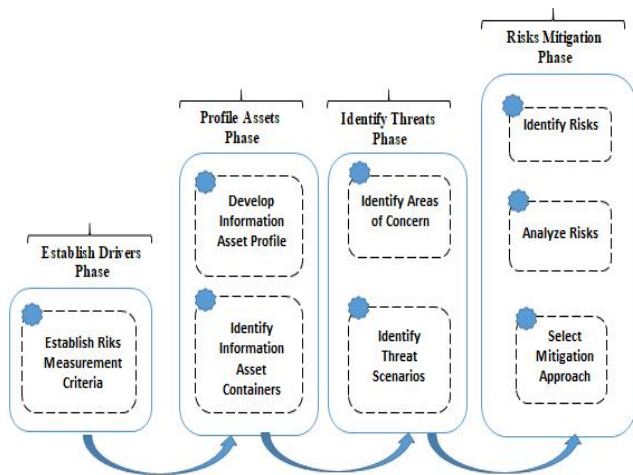 Establish Drivers
Phase
Establish Riks
Measurement
Criteria
Profile Assets
Phase
Develop
Information
Asset Profile
Identify
Information
Asset
Containers
Identify Threats
Phase
Identify Areas
of Concern
Identify
Threat
Scenarios
Risks Mitigation
Phase
Identify Risks
Analyze Risks
Select
Mitigation
Approach